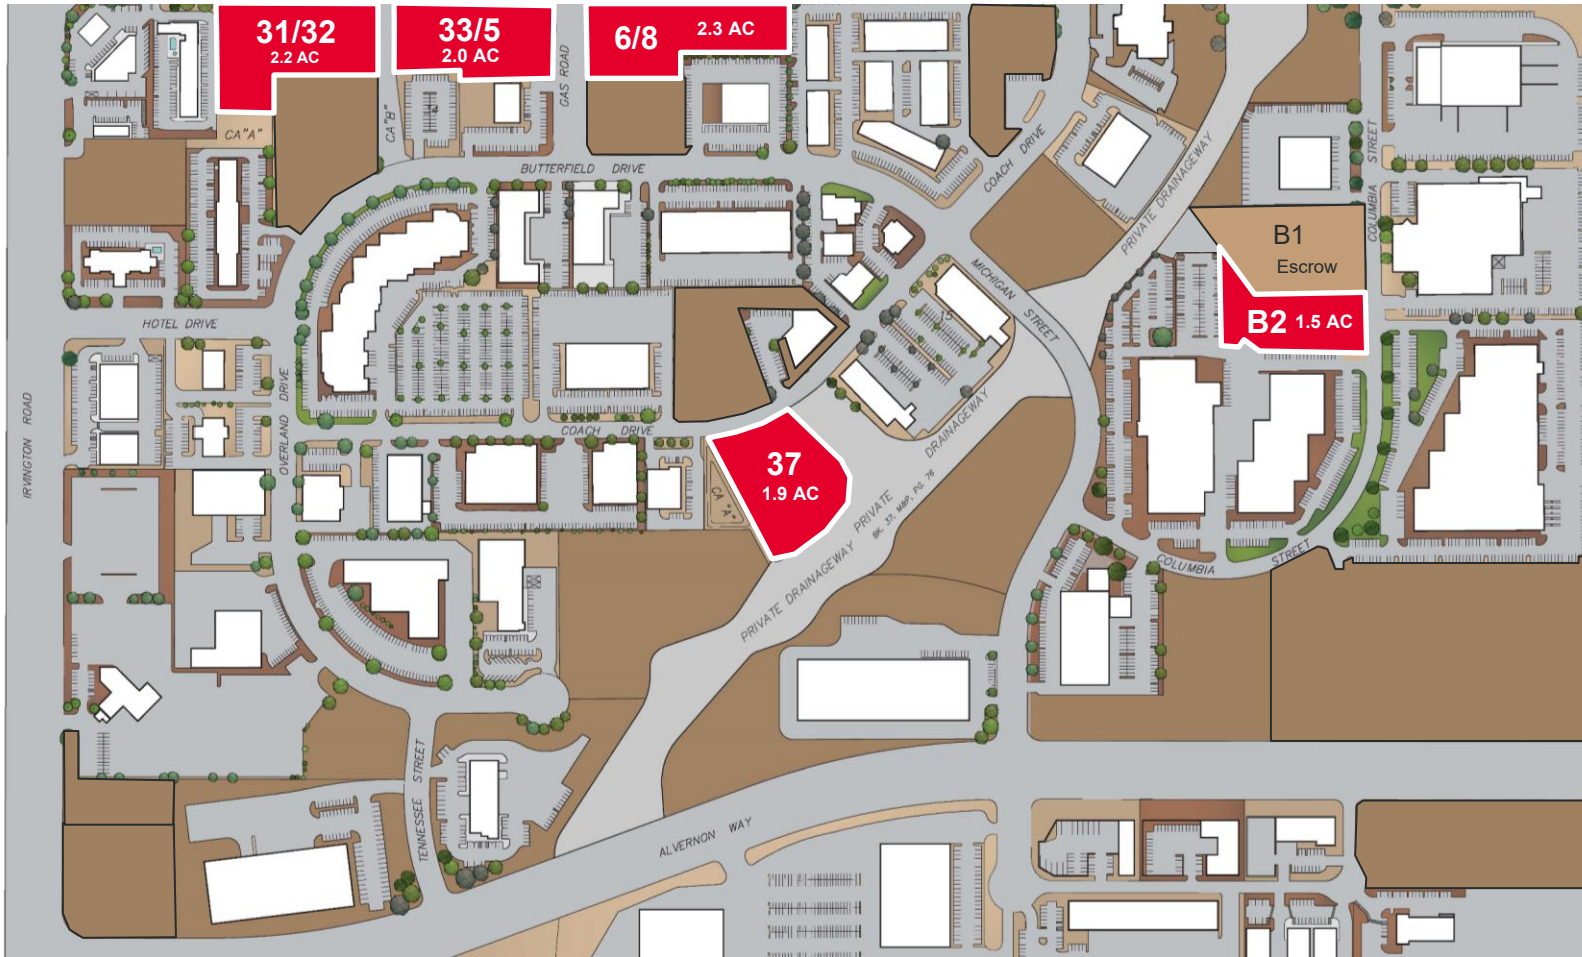 31/32
2.2 AC
33/5
2.0 AC
6/8
2.3 AC
GAS ROAD
CA"A"
CA"B"
BUTTERFIELD DRIVE
COACH DRIVE
PRIVATE DRAINAGEWAY
COLUMBIA STREET
B1
Escrow
B2 1.5 AC
MICHIGAN STREET
15
HOTEL DRIVE
OVERLAND DRIVE
IRVINGTON ROAD
COACH DRIVE
37
1.9 AC
CA "A"
PRIVATE DRAINAGEWAY
BK. 37, M&P, PG. 78
PRIVATE DRAINAGEWAY
COLUMBIA STREET
TENNESSEE STREET
ALVERNON WAY